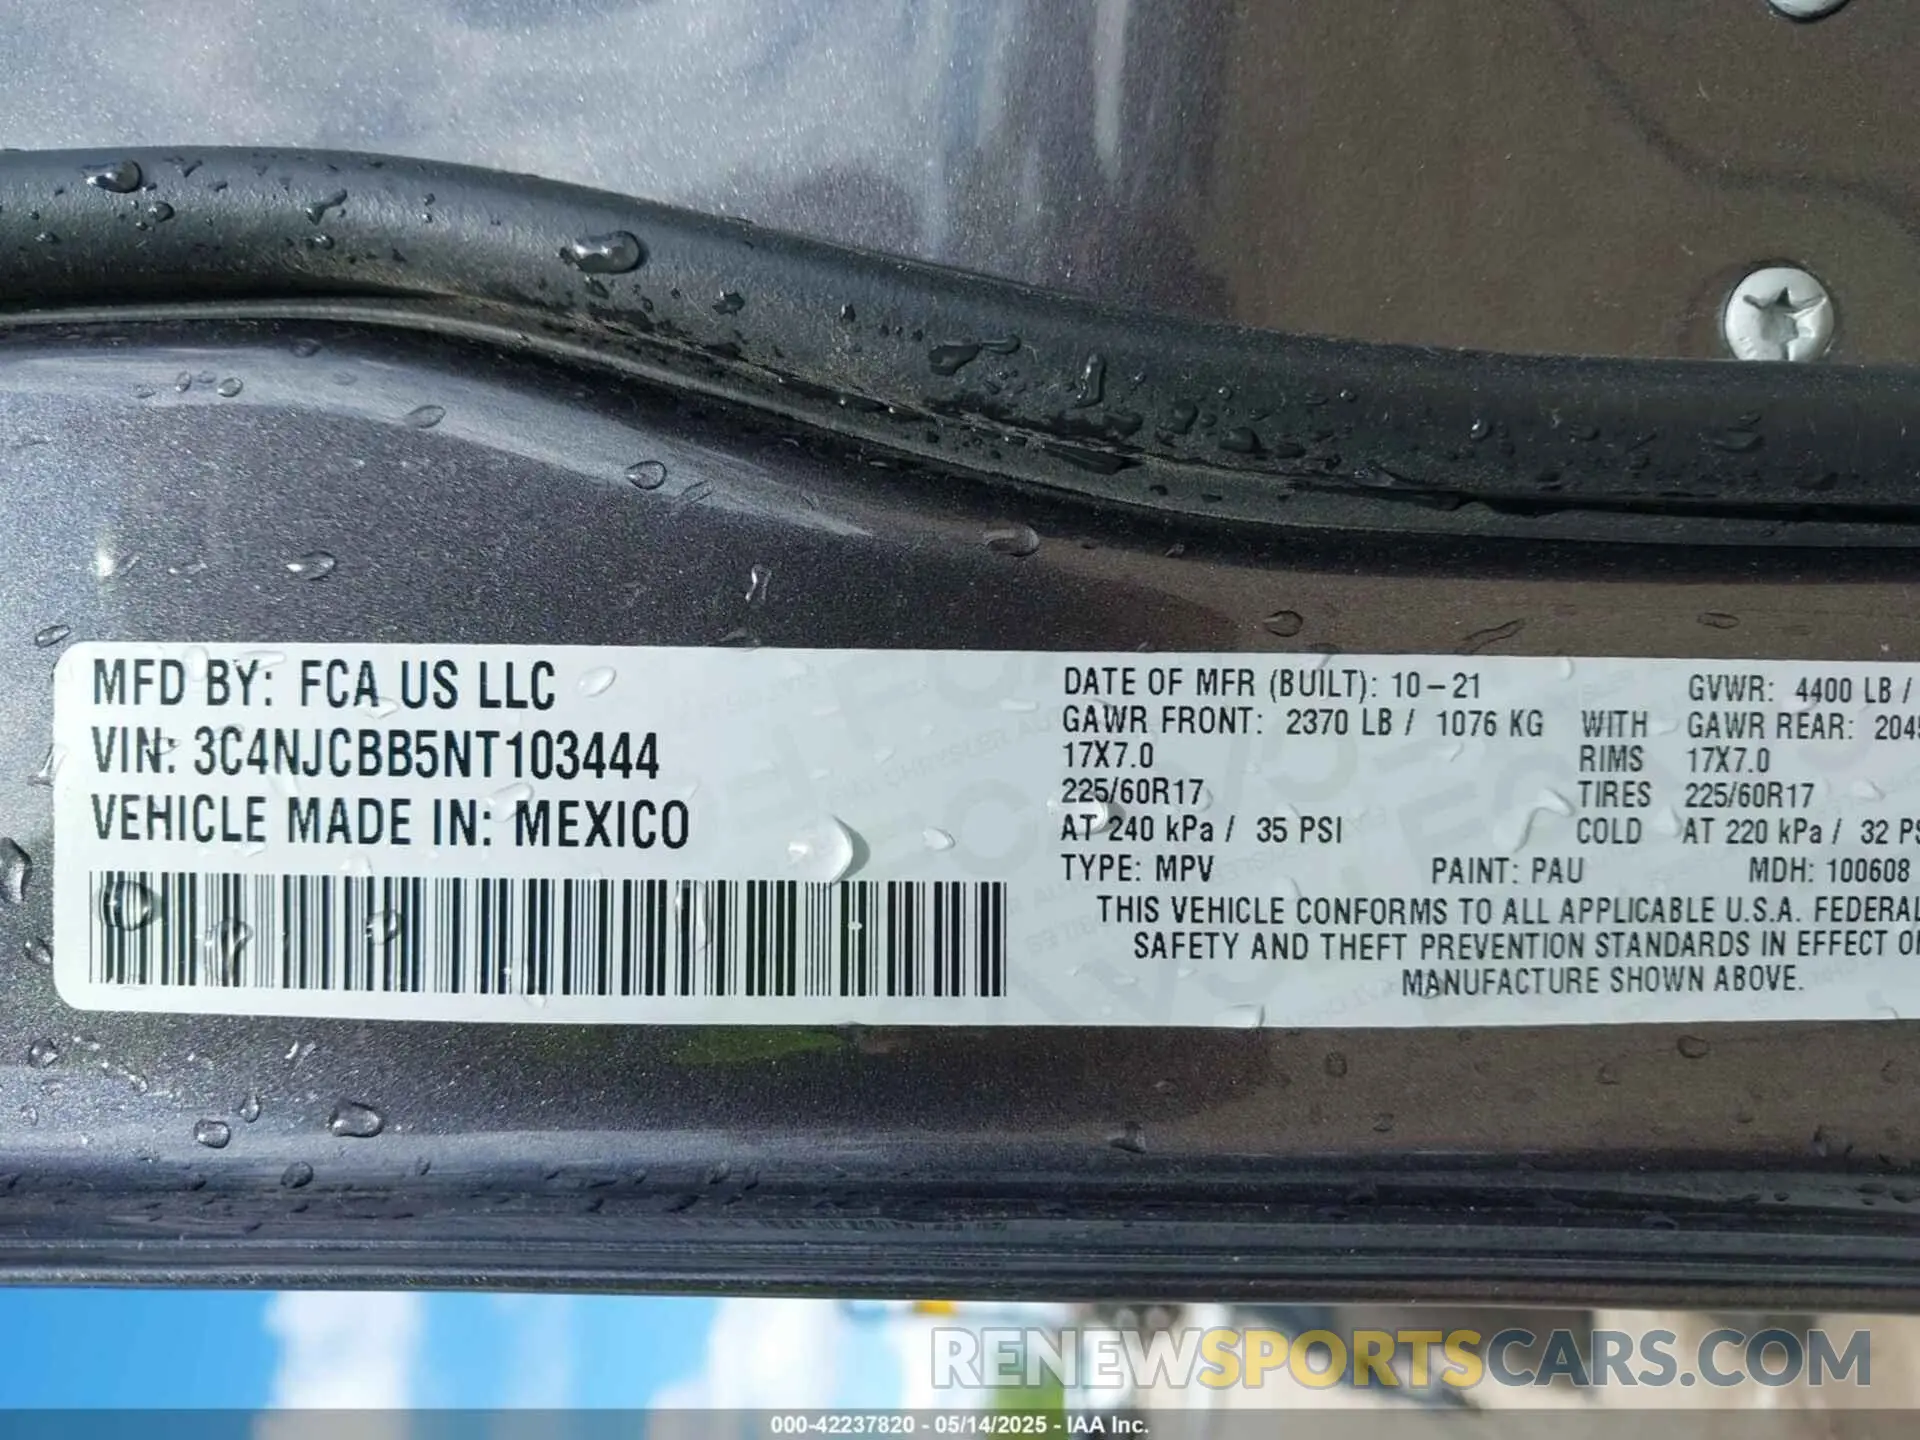 MFD BY: FCA US LLC
VIN: 3C4NJCBB5NT103444
VEHICLE MADE IN: MEXICO
DATE OF MFR (BUILT): 10-21 GVWR: 4400 LB /
GAWR FRONT: 2370 LB / 1076 KG WITH GAWR REAR: 204
17X7.0 RIMS 17X7.0
225/60R17 TIRES 225/60R17
AT 240 kPa / 35 PSI COLD AT 220 kPa / 32 PS
TYPE: MPV PAINT: PAU MDH: 100608
THIS VEHICLE CONFORMS TO ALL APPLICABLE U.S.A. FEDERAL
SAFETY AND THEFT PREVENTION STANDARDS IN EFFECT O
MANUFACTURE SHOWN ABOVE.
RENEWSPORTSCARS.COM
000-42237820 - 05/14/2025 - IAA Inc.